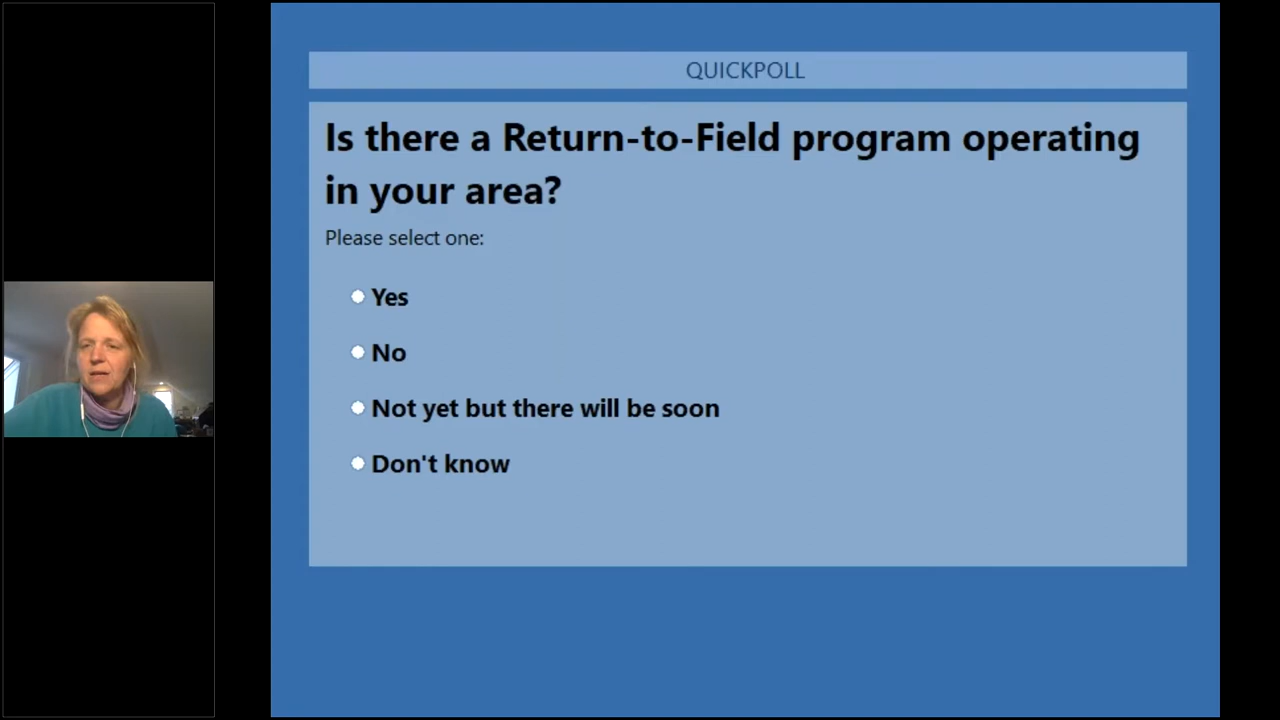 QUICKPOLL
Is there a Return-to-Field program operating
in your area?
Please select one:
Yes
No
Not yet but there will be soon
Don't know